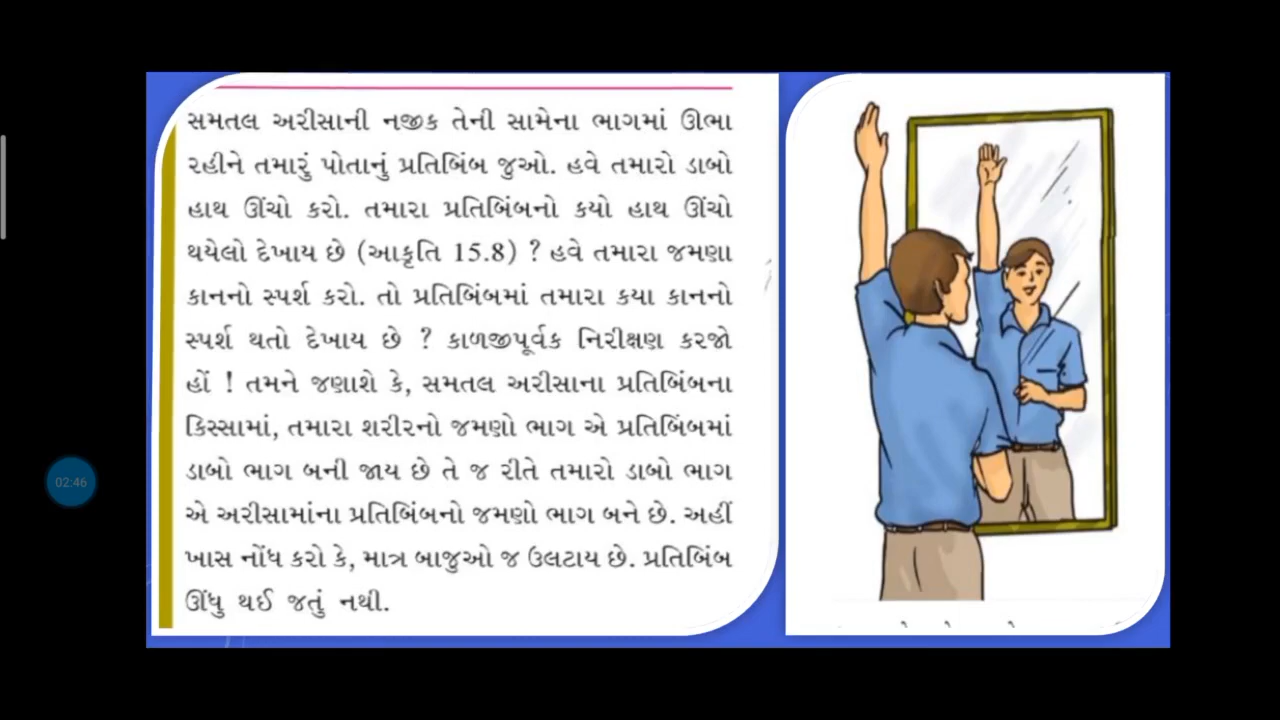 સમતલ અરીસાની નજીક તેની સામેના ભાગમાં ઊભા
રહીને તમારું પોતાનું પ્રતિબિંબ જુઓ. હવે તમારો ડાબો
હાથ ઊંચો કરો. તમારા પ્રતિબિંબનો કયો હાથ ઊંચો
થયેલો દેખાય છે (આકૃતિ 15.8) ? હવે તમારા જમણા
કાનનો સ્પર્શ કરો. તો પ્રતિબિંબમાં તમારા કયા કાનનો
સ્પર્શ થતો દેખાય છે ? કાળજીપૂર્વક નિરીક્ષણ કરજો
હોં ! તમને જણાશે કે, સમતલ અરીસાના પ્રતિબિંબના
કિસ્સામાં, તમારા શરીરનો જમણો ભાગ એ પ્રતિબિંબમાં
ડાબો ભાગ બની જાય છે તે જ રીતે તમારો ડાબો ભાગ
એ અરીસામાંના પ્રતિબિંબનો જમણો ભાગ બને છે. અહીં
ખાસ નોંધ કરો કે, માત્ર બાજુઓ જ ઉલટાય છે. પ્રતિબિંબ
ઊંધુ થઈ જતું નથી.
02:46